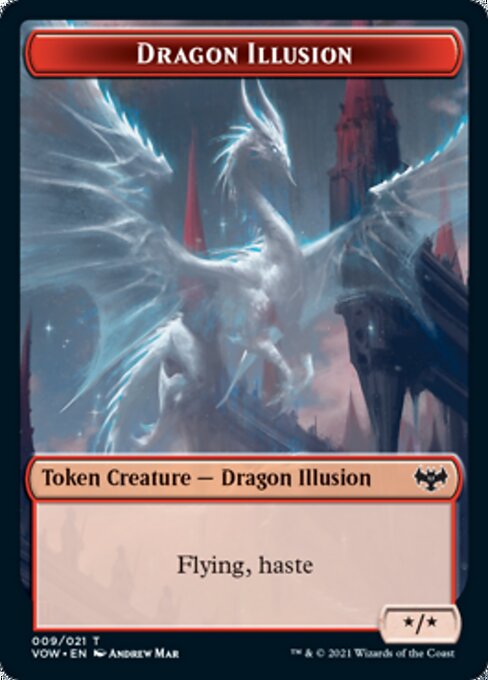 Dragon Illusion
Token Creature — Dragon Illusion
Flying, haste
★/★
009/021 T
VOW • EN Andrew Mar
™ & © 2021 Wizards of the Coast